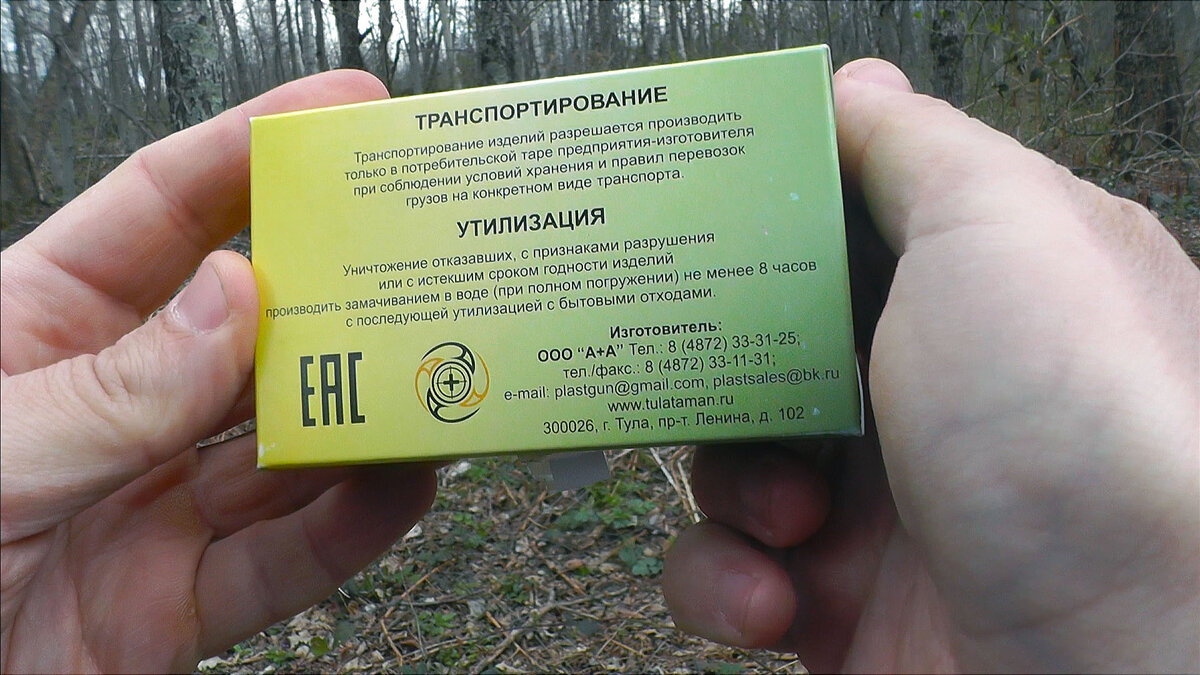 ТРАНСПОРТИРОВАНИЕ
Транспортирование изделий разрешается производить
только в потребительской таре предприятия-изготовителя
при соблюдении условий хранения и правил перевозок
грузов на конкретном виде транспорта.
УТИЛИЗАЦИЯ
Уничтожение отказавших, с признаками разрушения
или с истекшим сроком годности изделий
производить замачиванием в воде (при полном погружении) не менее 8 часов
с последующей утилизацией с бытовыми отходами.
EAC
Изготовитель:
ООО "А+А" Тел.: 8 (4872) 33-31-25;
тел./факс.: 8 (4872) 33-11-31;
e-mail: plastgun@gmail.com, plastsales@bk.ru
www.tulataman.ru
300026, г. Тула, пр-т. Ленина, д. 102